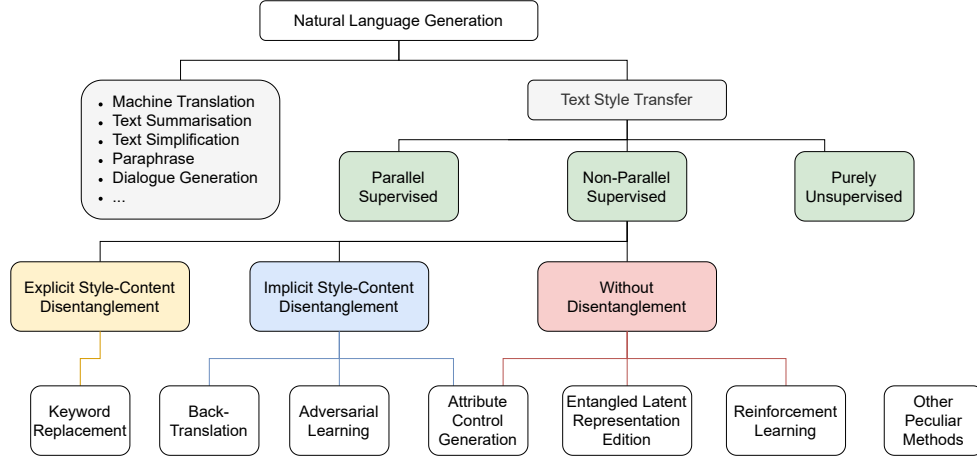 Natural Language Generation
• Machine Translation
• Text Summarisation
• Text Simplification
• Paraphrase
• Dialogue Generation
• ...
Text Style Transfer
Parallel
Supervised
Non-Parallel
Supervised
Purely
Unsupervised
Explicit Style-Content
Disentanglement
Implicit Style-Content
Disentanglement
Without
Disentanglement
Keyword
Replacement
Back-
Translation
Adversarial
Learning
Attribute
Control
Generation
Entangled Latent
Representation
Edition
Reinforcement
Learning
Other
Peculiar
Methods